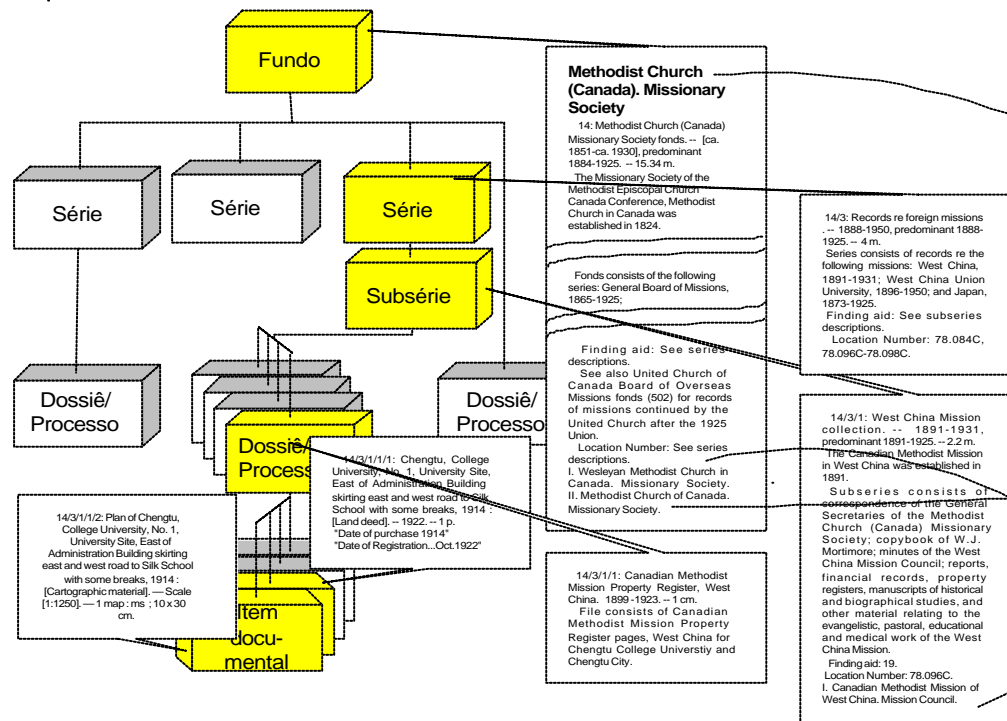 Fundo
Série
Série
Série
Subsérie
Dossiê/
Processo
Dossiê/
Process
Dossiê/
Processo
Item
docu-
mental
Methodist Church
(Canada). Missionary
Society
14: Methodist Church (Canada)
Missionary Society fonds. -- [ca.
1851-ca. 1930], predominant
1884-1925. -- 15.34 m.
The Missionary Society of the
Methodist Episcopal Church
Canada Conference, Methodist
Church in Canada was
established in 1824.
Fonds consists of the following
series: General Board of Missions,
1865-1925;
Finding aid: See series
descriptions.
See also United Church of
Canada Board of Overseas
Missions fonds (502) for records
of missions continued by the
United Church after the 1925
Union.
Location Number: See series
descriptions.
I. Wesleyan Methodist Church in
Canada. Missionary Society.
II. Methodist Church of Canada.
Missionary Society.
14/3: Records re foreign missions
. -- 1888-1950, predominant 1888-
1925. -- 4 m.
Series consists of records re the
following missions: West China,
1891-1931; West China Union
University, 1896-1950; and Japan,
1873-1925.
Finding aid: See subseries
descriptions.
Location Number: 78.084C,
78.096C-78.098C.
14/3/1: West China Mission
collection. -- 1891-1931,
predominant 1891-1925. -- 2.2 m.
The Canadian Methodist Mission
in West China was established in
1891.
Subseries consists of
correspondence of the General
Secretaries of the Methodist
Church (Canada) Missionary
Society; copybook of W.J.
Mortimore; minutes of the West
China Mission Council; reports,
financial records, property
registers, manuscripts of historical
and biographical studies, and
other material relating to the
evangelistic, pastoral, educational
and medical work of the West
China Mission.
Finding aid: 19.
Location Number: 78.096C.
I. Canadian Methodist Mission of
West China. Mission Council.
14/3/1/1/1: Chengtu, College
University, No. 1, University Site,
East of Administration Building
skirting east and west road to Silk
School with some breaks, 1914 :
[Land deed]. -- 1922. -- 1 p.
"Date of purchase 1914"
"Date of Registration...Oct.1922"
14/3/1/1/2: Plan of Chengtu,
College University, No. 1,
University Site, East of
Administration Building skirting
east and west road to Silk School
with some breaks, 1914 :
[Cartographic material]. — Scale
[1:1250]. — 1 map : ms ; 10 x 30
cm.
14/3/1/1: Canadian Methodist
Mission Property Register, West
China. 1899 -1923. -- 1 cm.
File consists of Canadian
Methodist Mission Property
Register pages, West China for
Chengtu College Universtiy and
Chengtu City.